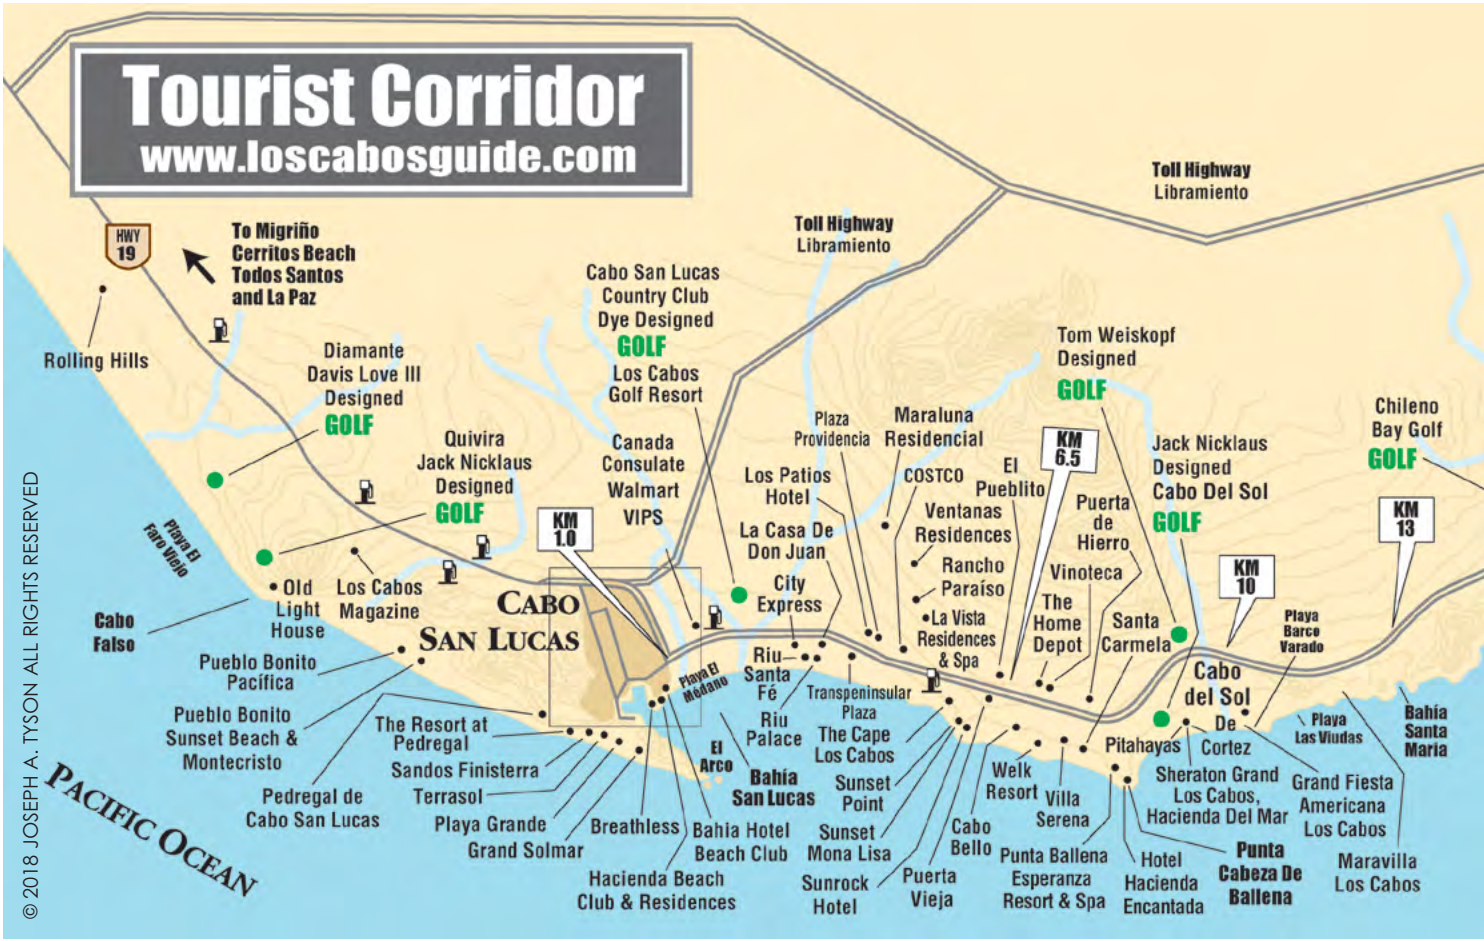 Tourist Corridor
www.loscabosguide.com
HWY
19
To Migriño
Cerritos Beach
Todos Santos
and La Paz
Toll Highway
Libramiento
Toll Highway
Libramiento
Rolling Hills
Diamante
Davis Love III
Designed
GOLF
Quivira
Jack Nicklaus
Designed
GOLF
Cabo San Lucas
Country Club
Dye Designed
GOLF
Los Cabos
Golf Resort
Canada
Consulate
Walmart
VIPS
KM
1.0
Plaza
Providencia
Maraluna
Residencial
Los Patios
Hotel
COSTCO
La Casa De
Don Juan
Ventanas
Residences
City
Express
Rancho
Paraíso
La Vista
Residences
& Spa
El
Pueblito
KM
6.5
Tom Weiskopf
Designed
GOLF
Puerta
de
Hierro
Vinoteca
The
Home
Depot
Santa
Carmela
Jack Nicklaus
Designed
Cabo Del Sol
GOLF
KM
10
Chileno
Bay Golf
GOLF
KM
13
Playa
Barco
Varado
Cabo
del Sol
De
Cortez
Playa
Las Viudas
Bahía
Santa
María
Playa El
Faro Viejo
Cabo
Falso
Old
Light
House
Los Cabos
Magazine
CABO
SAN LUCAS
Pueblo Bonito
Pacífica
Pueblo Bonito
Sunset Beach &
Montecristo
Pedregal de
Cabo San Lucas
The Resort at
Pedregal
Sandos Finisterra
Terrasol
Playa Grande
Grand Solmar
Breathless
Hacienda Beach
Club & Residences
Bahia Hotel
Beach Club
Playa El
Médano
El
Arco
Bahía
San Lucas
Riu
Santa
Fé
Riu
Palace
Transpeninsular
Plaza
The Cape
Los Cabos
Sunset
Point
Sunset
Mona Lisa
Sunrock
Hotel
Puerta
Vieja
Cabo
Bello
Welk
Resort
Villa
Serena
Punta Ballena
Esperanza
Resort & Spa
Hotel
Hacienda
Encantada
Pitahayas
Sheraton Grand
Los Cabos,
Hacienda Del Mar
Punta
Cabeza De
Ballena
Grand Fiesta
Americana
Los Cabos
Maravilla
Los Cabos
PACIFIC OCEAN
© 2018 JOSEPH A. TYSON ALL RIGHTS RESERVED